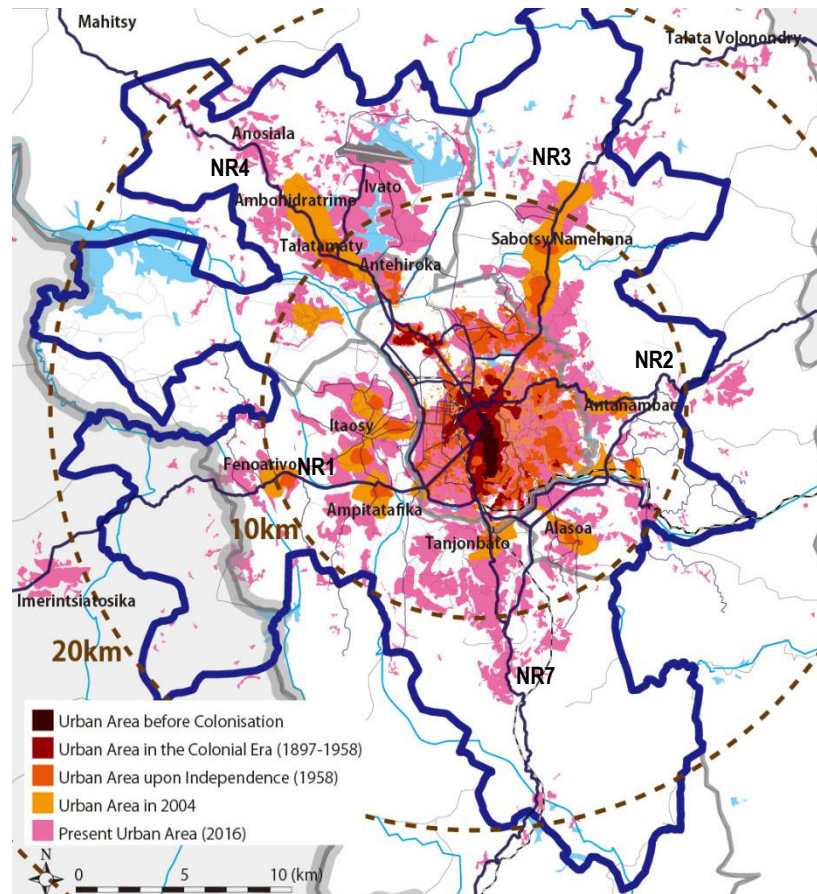 Mahitsy
Talata Volonondry
Anosiala
NR4
NR3
Ivato
Ambohidratrimo
Sabotsy Namehana
Talatamaty
Antehiroka
NR2
Antanambao
Itaosy
Fenoarivo
NR1
Ampitatafika
10km
Alasoa
Tanjonbato
Imerintsiatosika
20km
NR7
Urban Area before Colonisation
Urban Area in the Colonial Era (1897-1958)
Urban Area upon Independence (1958)
Urban Area in 2004
Present Urban Area (2016)
N
0 5 10 (km)